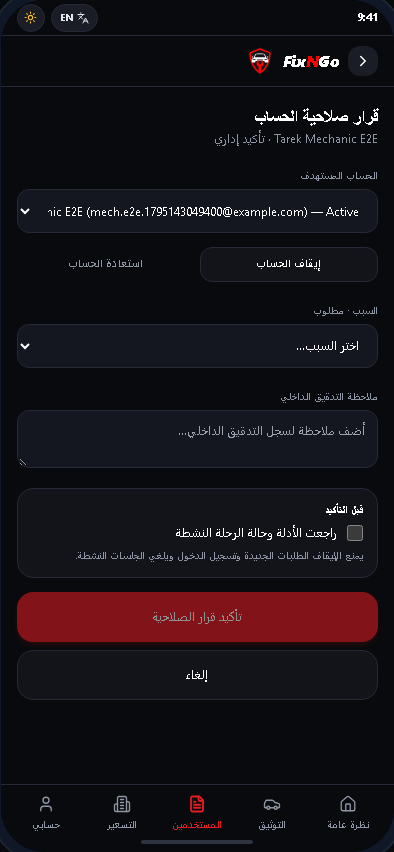 EN
9:41
FixNGo
قرار صلاحية الحساب
Tarek Mechanic E2E · تأكيد إداري
الحساب المستهدف
nic E2E (mech.e2e.1795143049400@example.com) — Active
إيقاف الحساب
استعادة الحساب
السبب · مطلوب
اختر السبب...
ملاحظة التدقيق الداخلي
أضف ملاحظة لسجل التدقيق الداخلي...
قبل التأكيد
راجعت الأدلة وحالة الرحلة النشطة
يمنع الإيقاف الطلبات الجديدة وتسجيل الدخول ويلغي الجلسات النشطة.
تأكيد قرار الصلاحية
إلغاء
نظرة عامة
التوثيق
المستخدمين
التسعير
حسابي